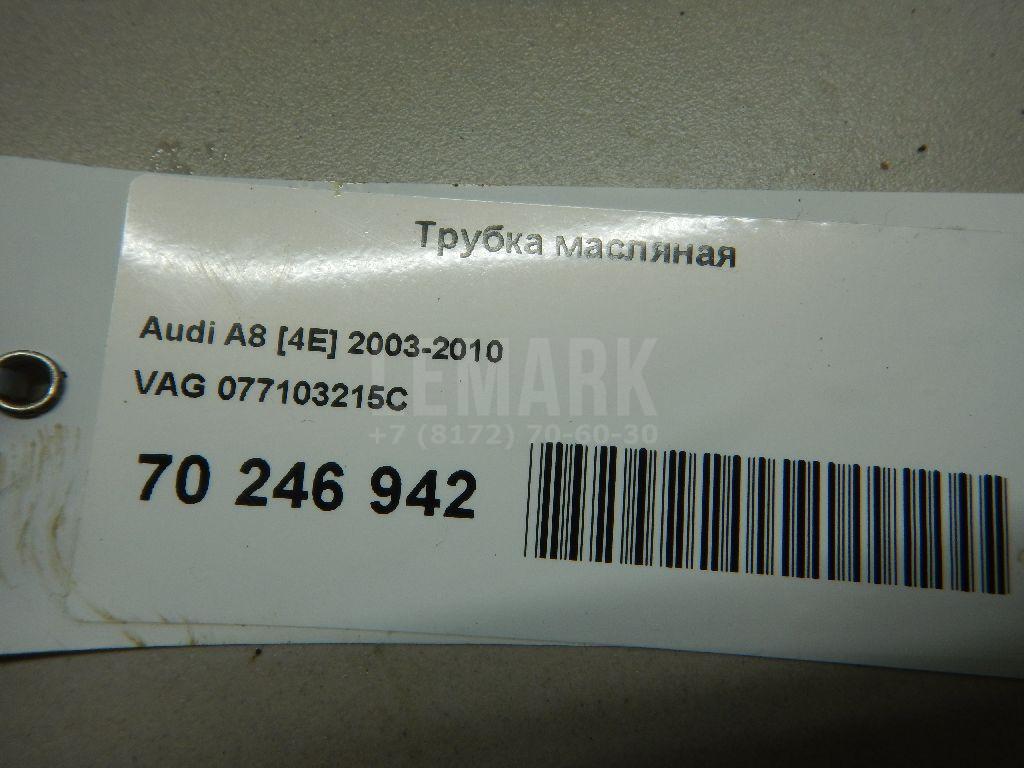 Трубка масляная
Audi A8 [4E] 2003-2010
VAG 077103215C
LEMARK
+7 (8172) 70-60-30
70 246 942